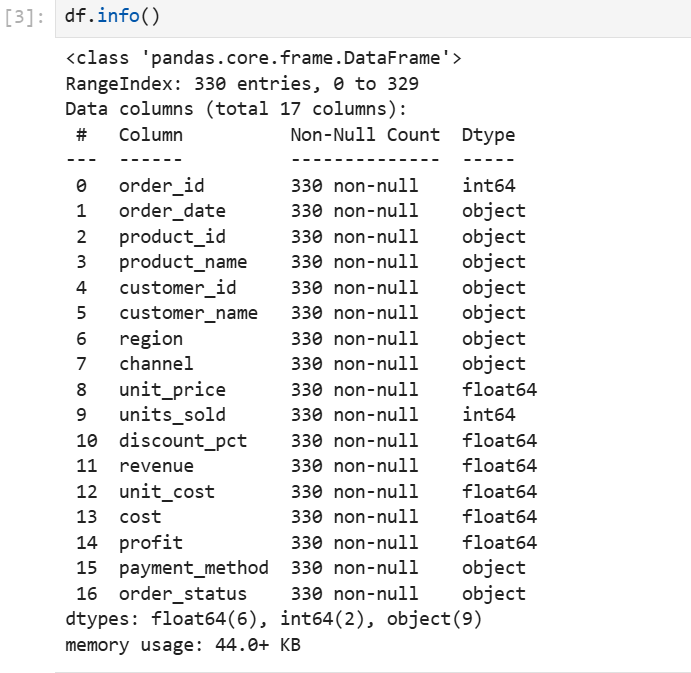 [3]: df.info()
<class 'pandas.core.frame.DataFrame'>
RangeIndex: 330 entries, 0 to 329
Data columns (total 17 columns):
 #   Column          Non-Null Count  Dtype
---  ------          --------------  -----
 0   order_id        330 non-null    int64
 1   order_date      330 non-null    object
 2   product_id      330 non-null    object
 3   product_name    330 non-null    object
 4   customer_id     330 non-null    object
 5   customer_name   330 non-null    object
 6   region          330 non-null    object
 7   channel         330 non-null    object
 8   unit_price      330 non-null    float64
 9   units_sold      330 non-null    int64
 10  discount_pct    330 non-null    float64
 11  revenue         330 non-null    float64
 12  unit_cost       330 non-null    float64
 13  cost            330 non-null    float64
 14  profit          330 non-null    float64
 15  payment_method  330 non-null    object
 16  order_status    330 non-null    object
dtypes: float64(6), int64(2), object(9)
memory usage: 44.0+ KB